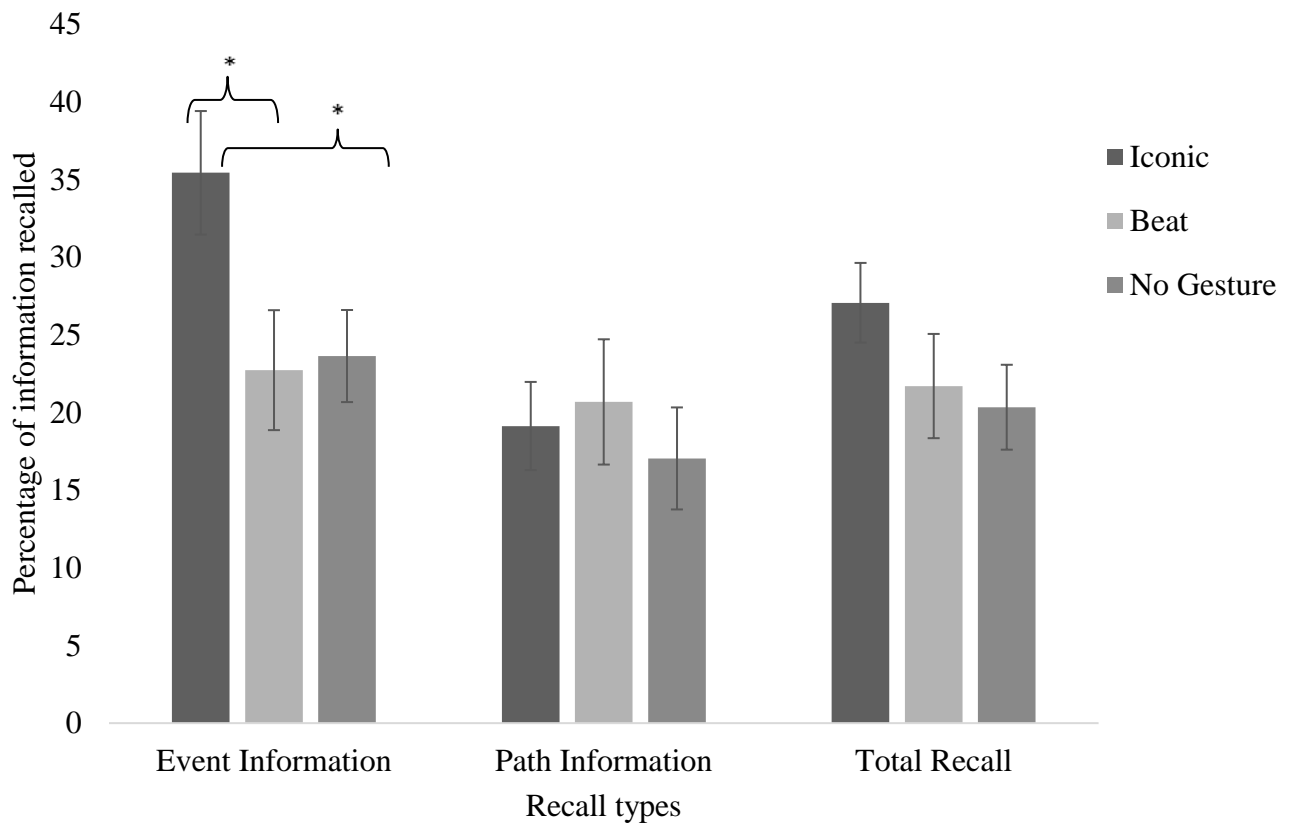 Percentage of information recalled
45
40
35
30
25
20
15
10
5
0
*
*
Event Information
Path Information
Total Recall
Recall types
Iconic
Beat
No Gesture